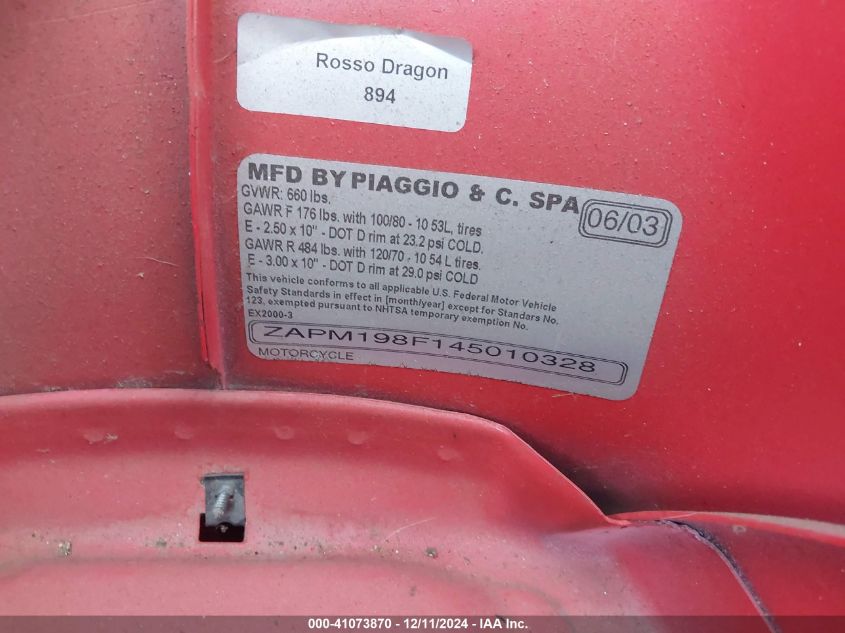 Rosso Dragon
894
MFD BY PIAGGIO & C. SPA
06/03
GVWR: 660 lbs.
GAWR F 176 lbs. with 100/80 - 10 53L, tires
E - 2.50 x 10" - DOT D rim at 23.2 psi COLD.
GAWR R 484 lbs. with 120/70 - 10 54 L tires.
E - 3.00 x 10" - DOT D rim at 29.0 psi COLD
This vehicle conforms to all applicable U.S. Federal Motor Vehicle
Safety Standards in effect in [month/year] except for Standars No.
123, exempted pursuant to NHTSA temporary exemption No.
EX2000-3
ZAPM198F145010328
MOTORCYCLE
000-41073870 - 12/11/2024 - IAA Inc.